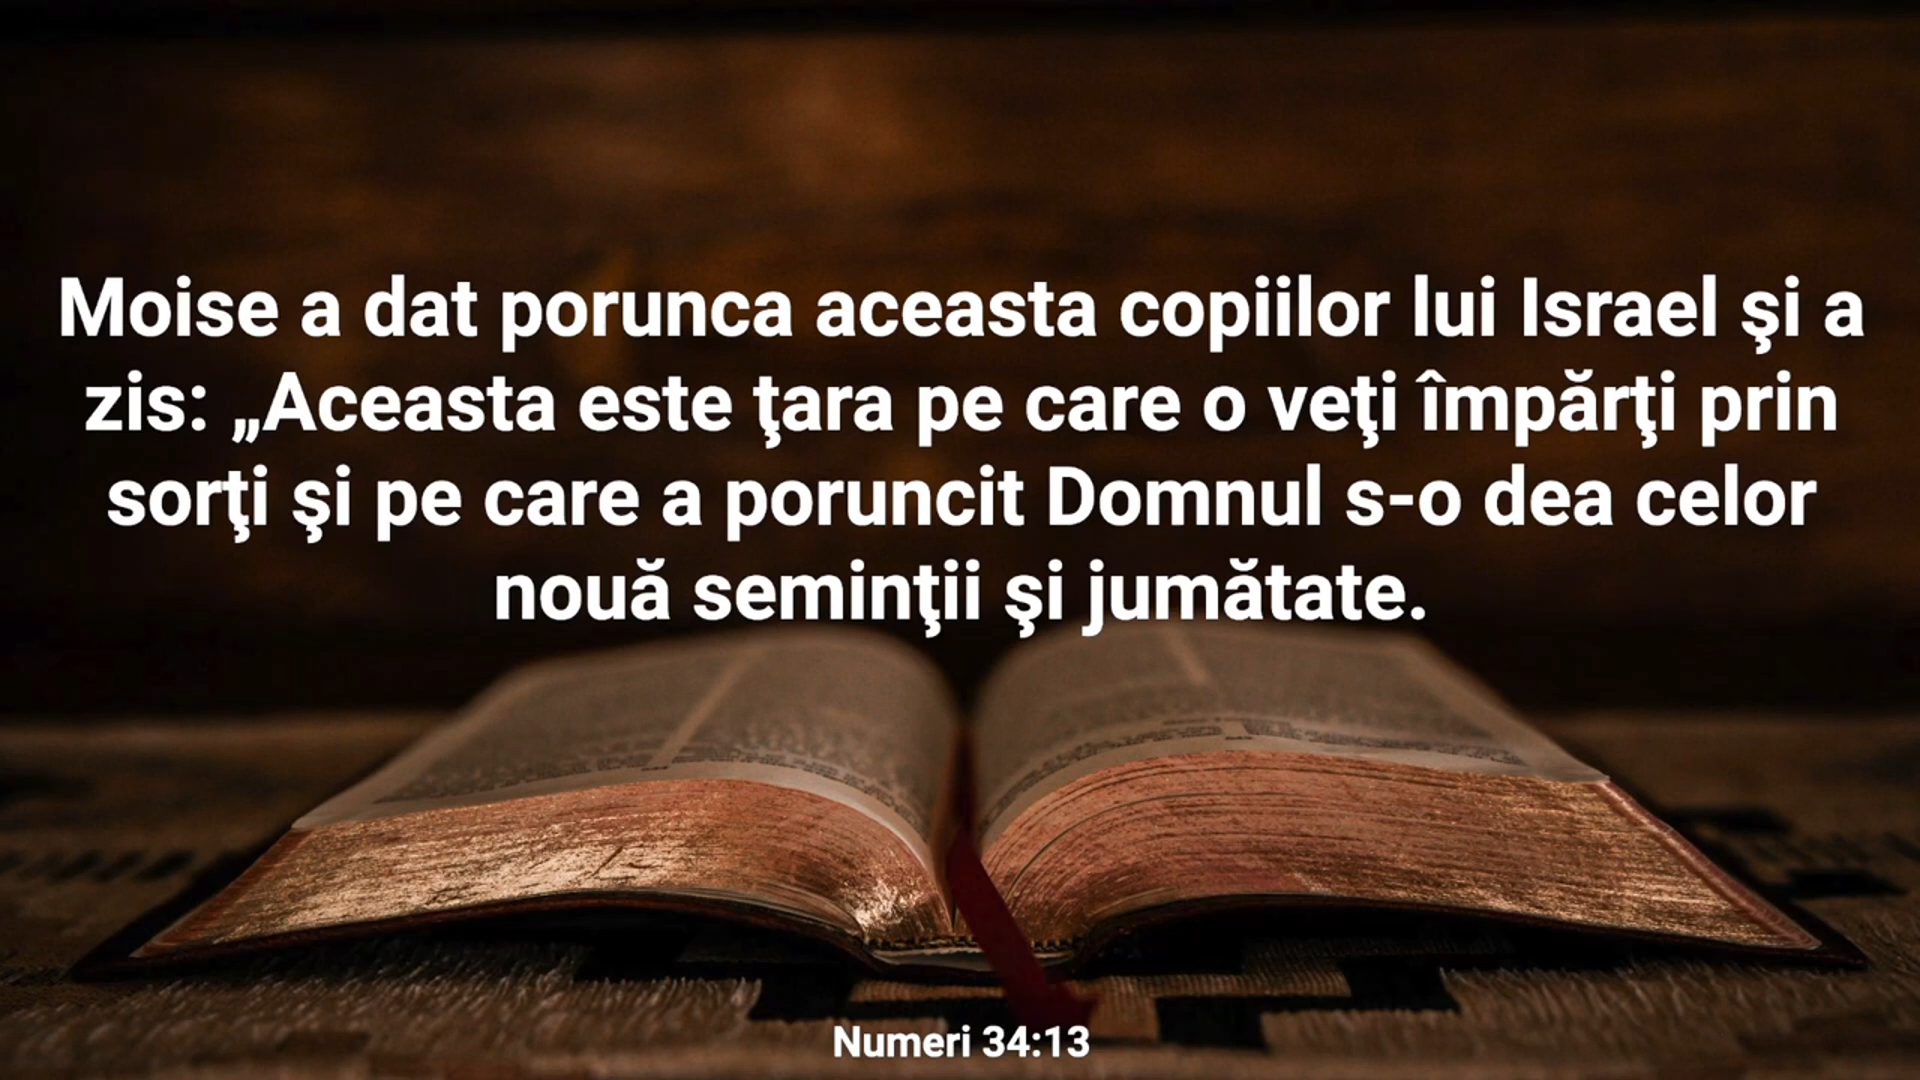 Moise a dat porunca aceasta copiilor lui Israel şi a
zis: „Aceasta este ţara pe care o veţi împărţi prin
sorţi şi pe care a poruncit Domnul s-o dea celor
nouă seminţii şi jumătate.
Numeri 34:13